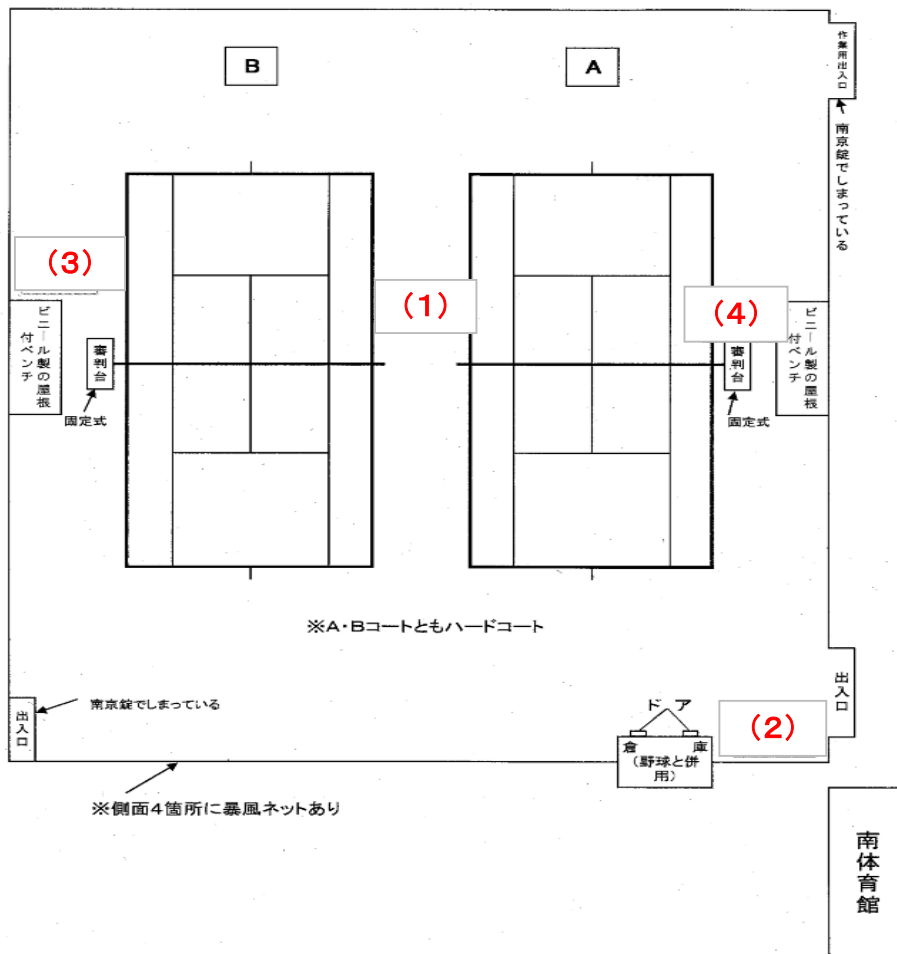 B
A
作業用出入口
南京錠でしまっている
(3)
(1)
(4)
ビニール製の屋根
付ベンチ
審判台
固定式
審判台
固定式
ビニール製の屋根
付ベンチ
※A・Bコートともハードコート
出入口
南京錠でしまっている
ドア
倉庫
(野球と併
用)
(2)
出入口
※側面4箇所に暴風ネットあり
南体育館